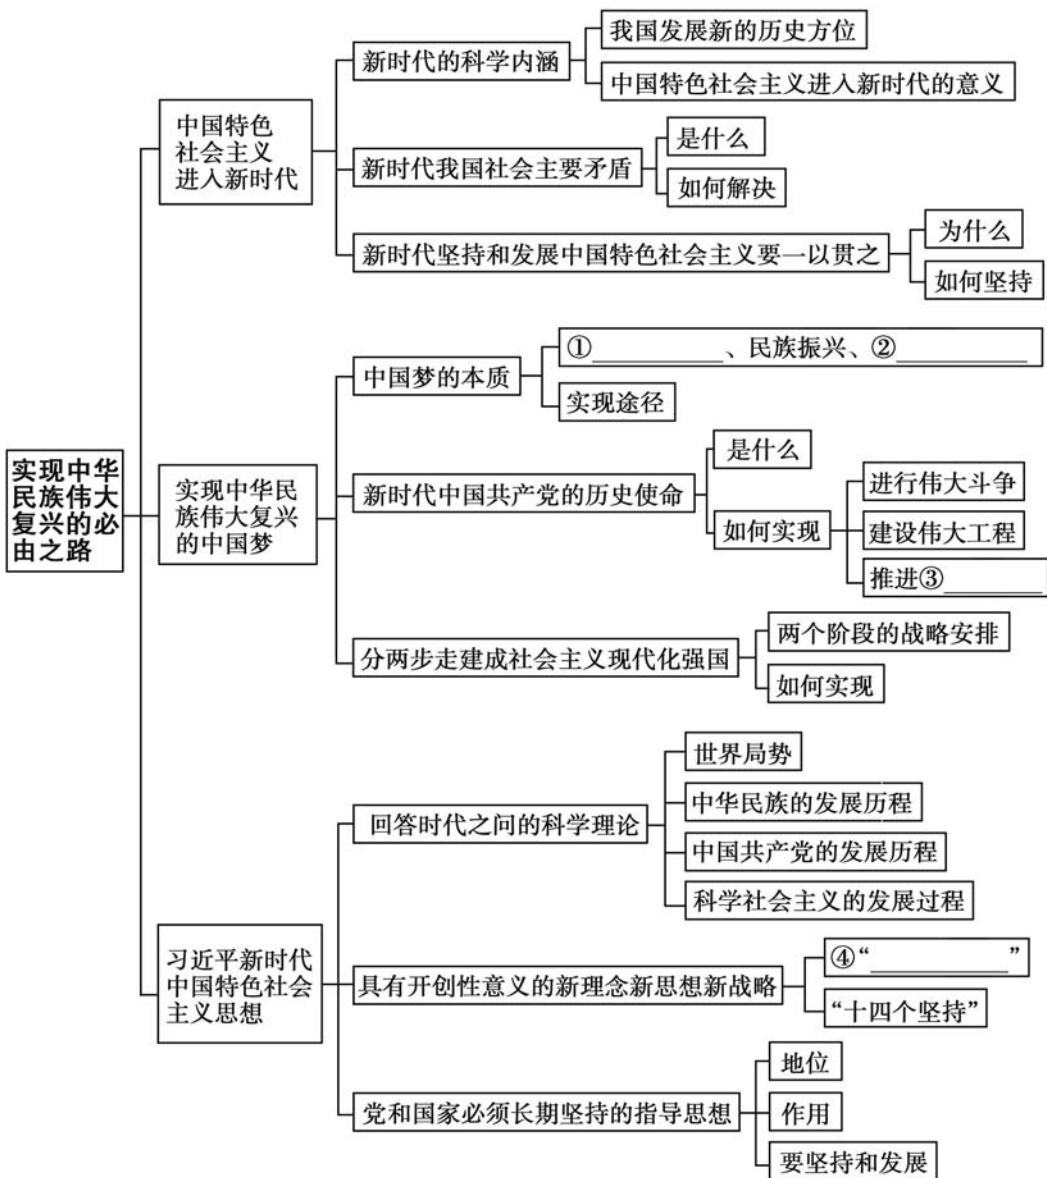 实现中华
民族伟大
复兴的必
由之路
中国特色
社会主义
进入新时代
新时代的科学内涵
我国发展新的历史方位
中国特色社会主义进入新时代的意义
新时代我国社会主要矛盾
是什么
如何解决
新时代坚持和发展中国特色社会主义要一以贯之
为什么
如何坚持
实现中华民
族伟大复兴
的中国梦
中国梦的本质
①__________、民族振兴、②__________
实现途径
新时代中国共产党的历史使命
是什么
如何实现
进行伟大斗争
建设伟大工程
推进③________
分两步走建成社会主义现代化强国
两个阶段的战略安排
如何实现
习近平新时代
中国特色社会
主义思想
回答时代之问的科学理论
世界局势
中华民族的发展历程
中国共产党的发展历程
科学社会主义的发展过程
具有开创性意义的新理念新思想新战略
④“__________”
“十四个坚持”
党和国家必须长期坚持的指导思想
地位
作用
要坚持和发展